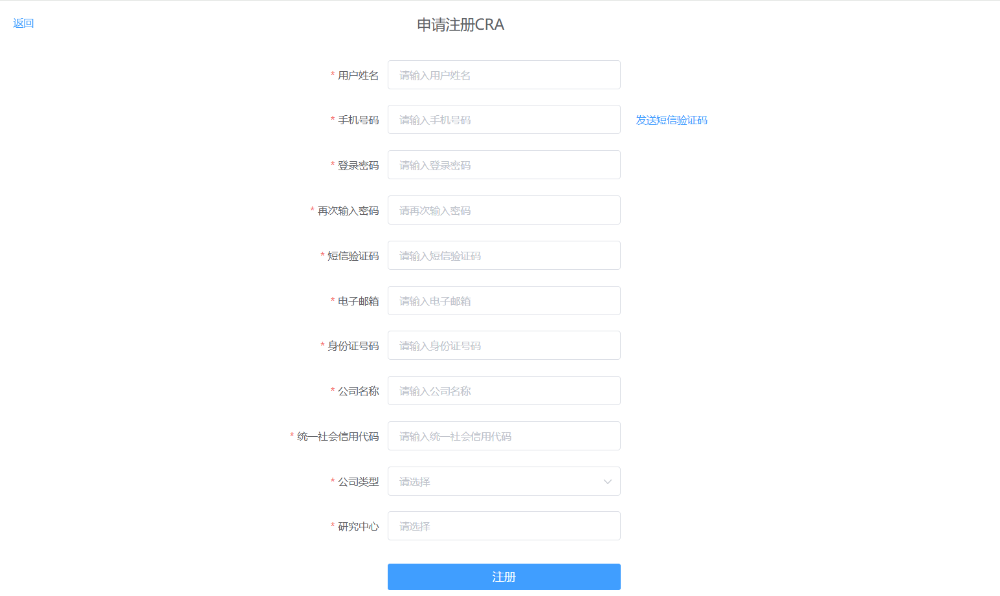 返回
申请注册CRA
* 用户姓名 请输入用户姓名
* 手机号码 请输入手机号码 发送短信验证码
* 登录密码 请输入登录密码
* 再次输入密码 请再次输入密码
* 短信验证码 请输入短信验证码
* 电子邮箱 请输入电子邮箱
* 身份证号码 请输入身份证号码
* 公司名称 请输入公司名称
* 统一社会信用代码 请输入统一社会信用代码
* 公司类型 请选择
* 研究中心 请选择
注册